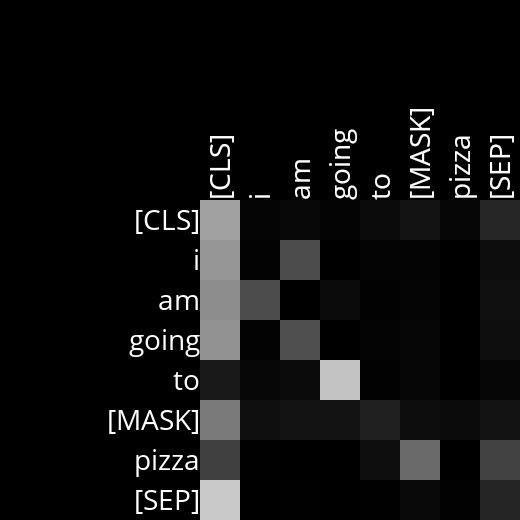 [CLS] i am going to [MASK] pizza [SEP]
[CLS]
i
am
going
to
[MASK]
pizza
[SEP]